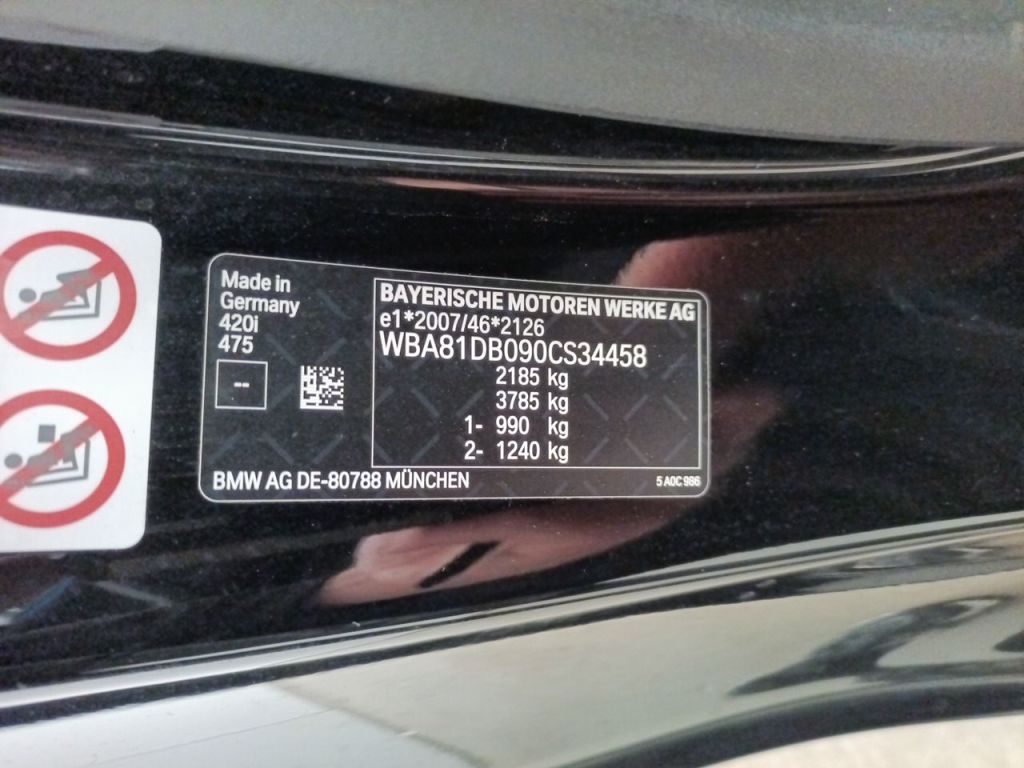 Made in
Germany
420i
475
--
BAYERISCHE MOTOREN WERKE AG
e1*2007/46*2126
WBA81DB090CS34458
2185 kg
3785 kg
1- 990 kg
2- 1240 kg
BMW AG DE-80788 MÜNCHEN
5 A0C 986